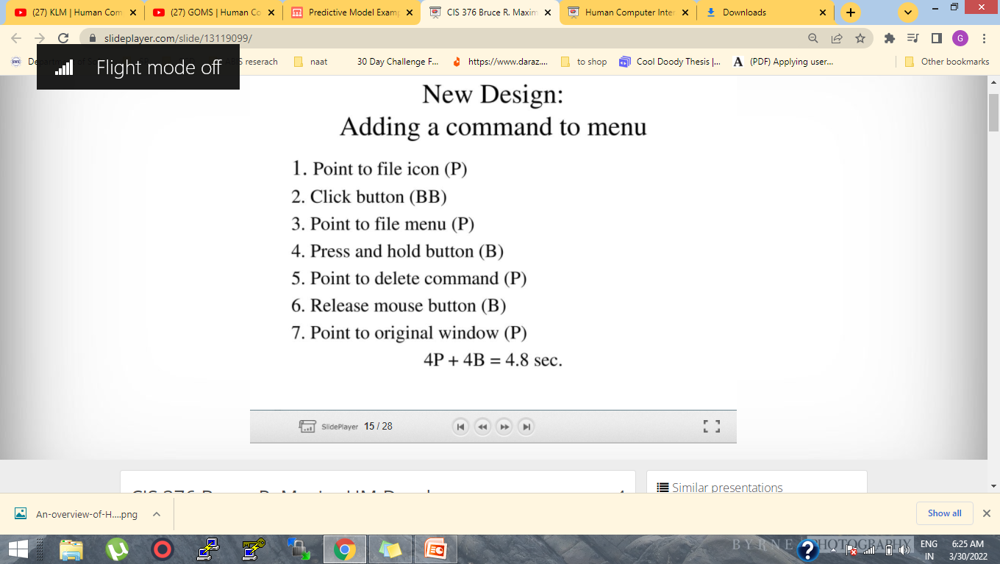 (27) KLM | Human Com
(27) GOMS | Human Co
Predictive Model Examp
CIS 376 Bruce R. Maxim
Human Computer Inter
Downloads
slideplayer.com/slide/13119099/
G
reserach
naat
30 Day Challenge F...
https://www.daraz....
to shop
Cool Doody Thesis |...
A (PDF) Applying user...
Other bookmarks
Flight mode off
New Design:
Adding a command to menu
1. Point to file icon (P)
2. Click button (BB)
3. Point to file menu (P)
4. Press and hold button (B)
5. Point to delete command (P)
6. Release mouse button (B)
7. Point to original window (P)
4P + 4B = 4.8 sec.
SlidePlayer 15 / 28
Similar presentations
An-overview-of-H....png
Show all
BYRNE PHOTOGRAPHY
ENG
IN
6:25 AM
3/30/2022